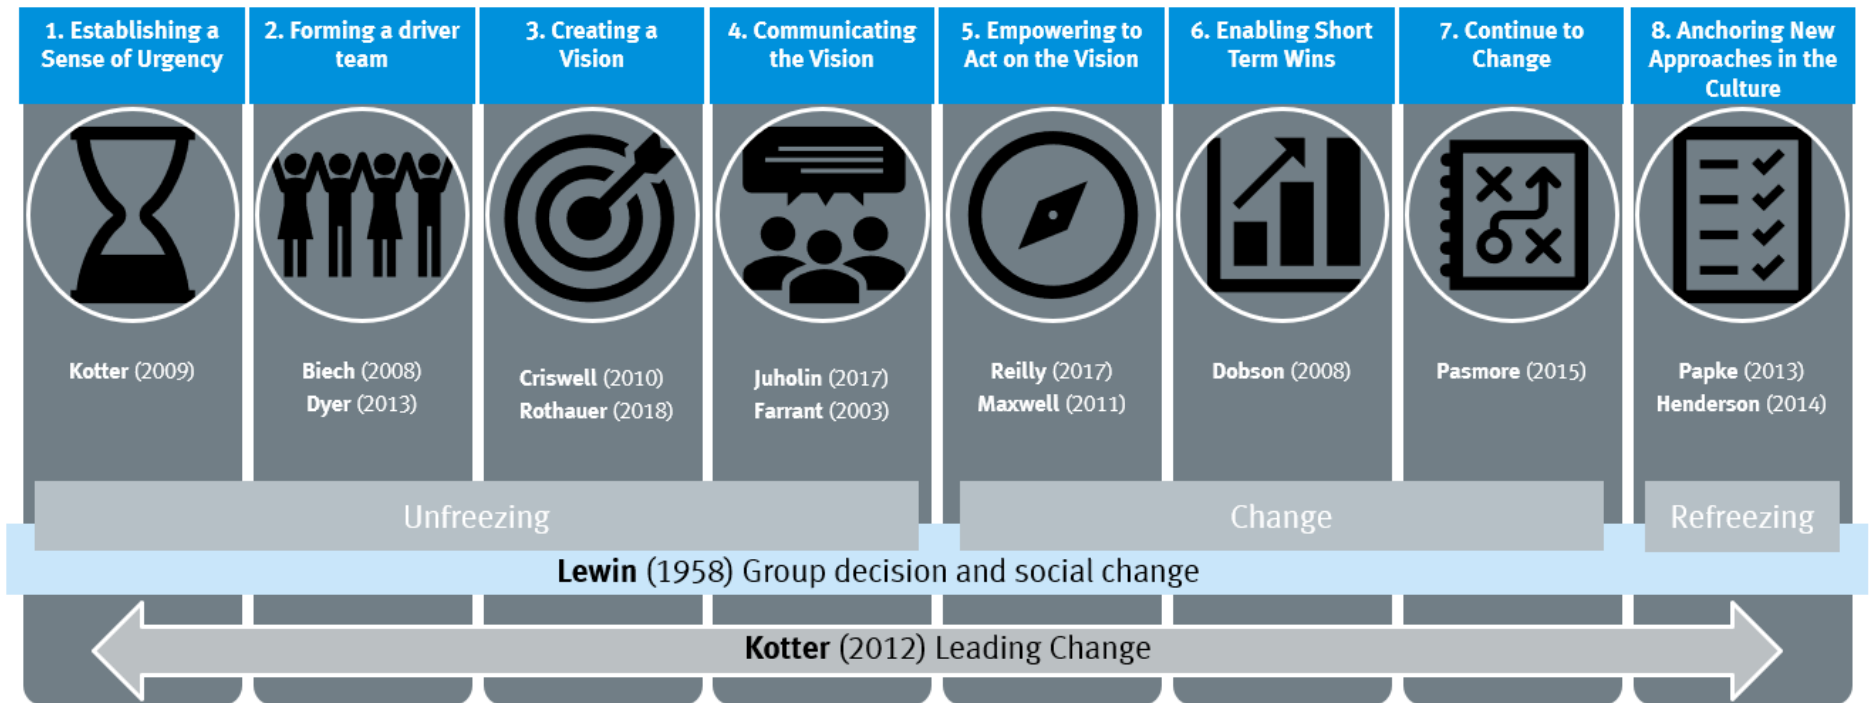 1. Establishing a
Sense of Urgency
2. Forming a driver
team
3. Creating a
Vision
4. Communicating
the Vision
5. Empowering to
Act on the Vision
6. Enabling Short
Term Wins
7. Continue to
Change
8. Anchoring New
Approaches in the
Culture
Kotter (2009)
Biech (2008)
Dyer (2013)
Criswell (2010)
Rothauer (2018)
Juholin (2017)
Farrant (2003)
Reilly (2017)
Maxwell (2011)
Dobson (2008)
Pasmore (2015)
Papke (2013)
Henderson (2014)
Unfreezing
Change
Refreezing
Lewin (1958) Group decision and social change
Kotter (2012) Leading Change